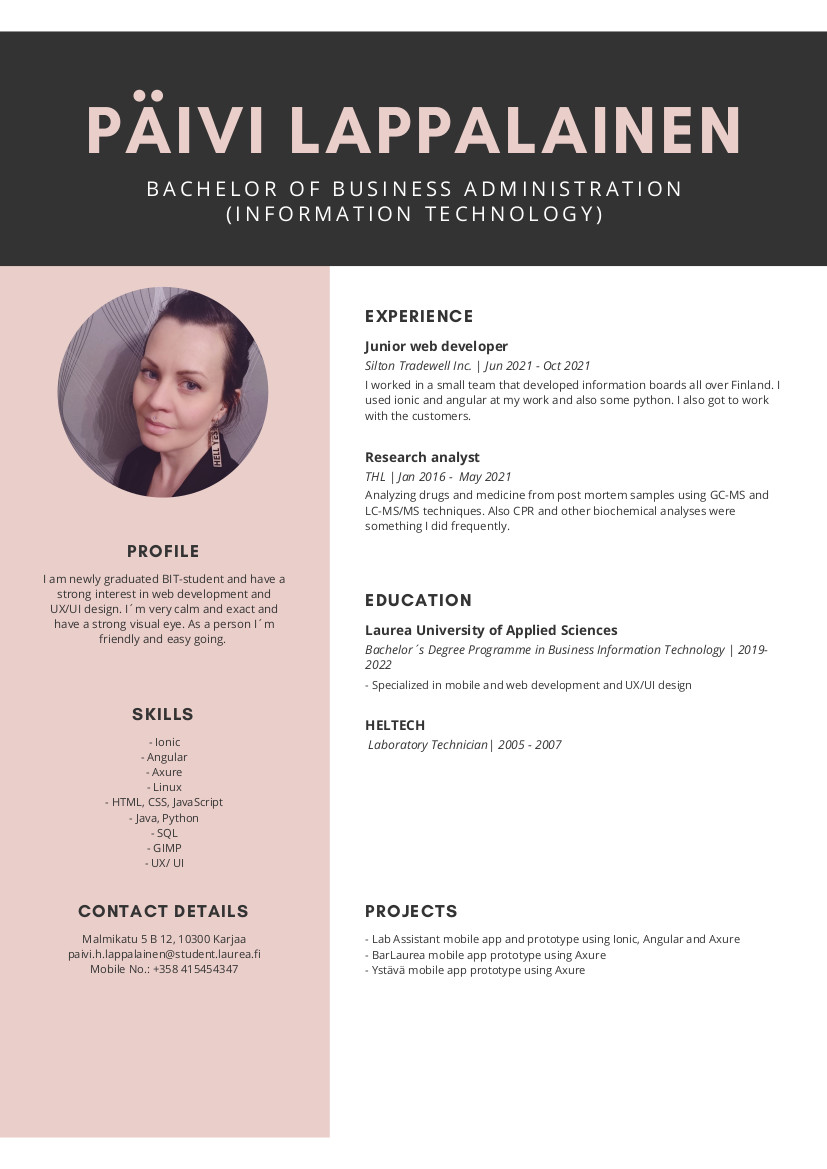 PÄIVI LAPPALAINEN
BACHELOR OF BUSINESS ADMINISTRATION
(INFORMATION TECHNOLOGY)
HELL YES
PROFILE
I am newly graduated BIT-student and have a
strong interest in web development and
UX/UI design. I´m very calm and exact and
have a strong visual eye. As a person I´m
friendly and easy going.
SKILLS
- Ionic
- Angular
- Axure
- Linux
- HTML, CSS, JavaScript
- Java, Python
- SQL
- GIMP
- UX/ UI
CONTACT DETAILS
Malmikatu 5 B 12, 10300 Karjaa
paivi.h.lappalainen@student.laurea.fi
Mobile No.: +358 415454347
EXPERIENCE
Junior web developer
Silton Tradewell Inc. | Jun 2021 - Oct 2021
I worked in a small team that developed information boards all over Finland. I
used ionic and angular at my work and also some python. I also got to work
with the customers.
Research analyst
THL | Jan 2016 - May 2021
Analyzing drugs and medicine from post mortem samples using GC-MS and
LC-MS/MS techniques. Also CPR and other biochemical analyses were
something I did frequently.
EDUCATION
Laurea University of Applied Sciences
Bachelor´s Degree Programme in Business Information Technology | 2019-
2022
- Specialized in mobile and web development and UX/UI design
HELTECH
Laboratory Technician| 2005 - 2007
PROJECTS
- Lab Assistant mobile app and prototype using Ionic, Angular and Axure
- BarLaurea mobile app prototype using Axure
- Ystävä mobile app prototype using Axure